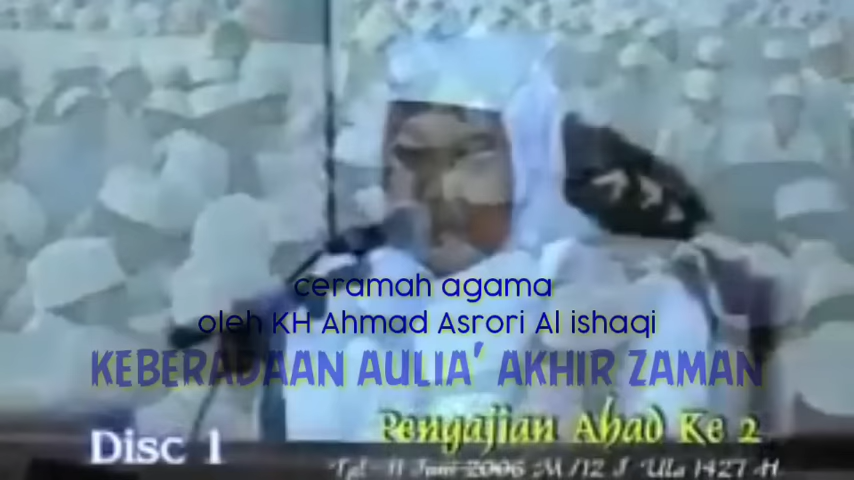 ceramah agama
oleh KH Ahmad Asrori Al ishaqi
KEBERADAAN AULIA' AKHIR ZAMAN
Pengajian Ahad Ke 2
Disc 1
Tgl 11 Juni 2006 M /12 J Ula 1427 H